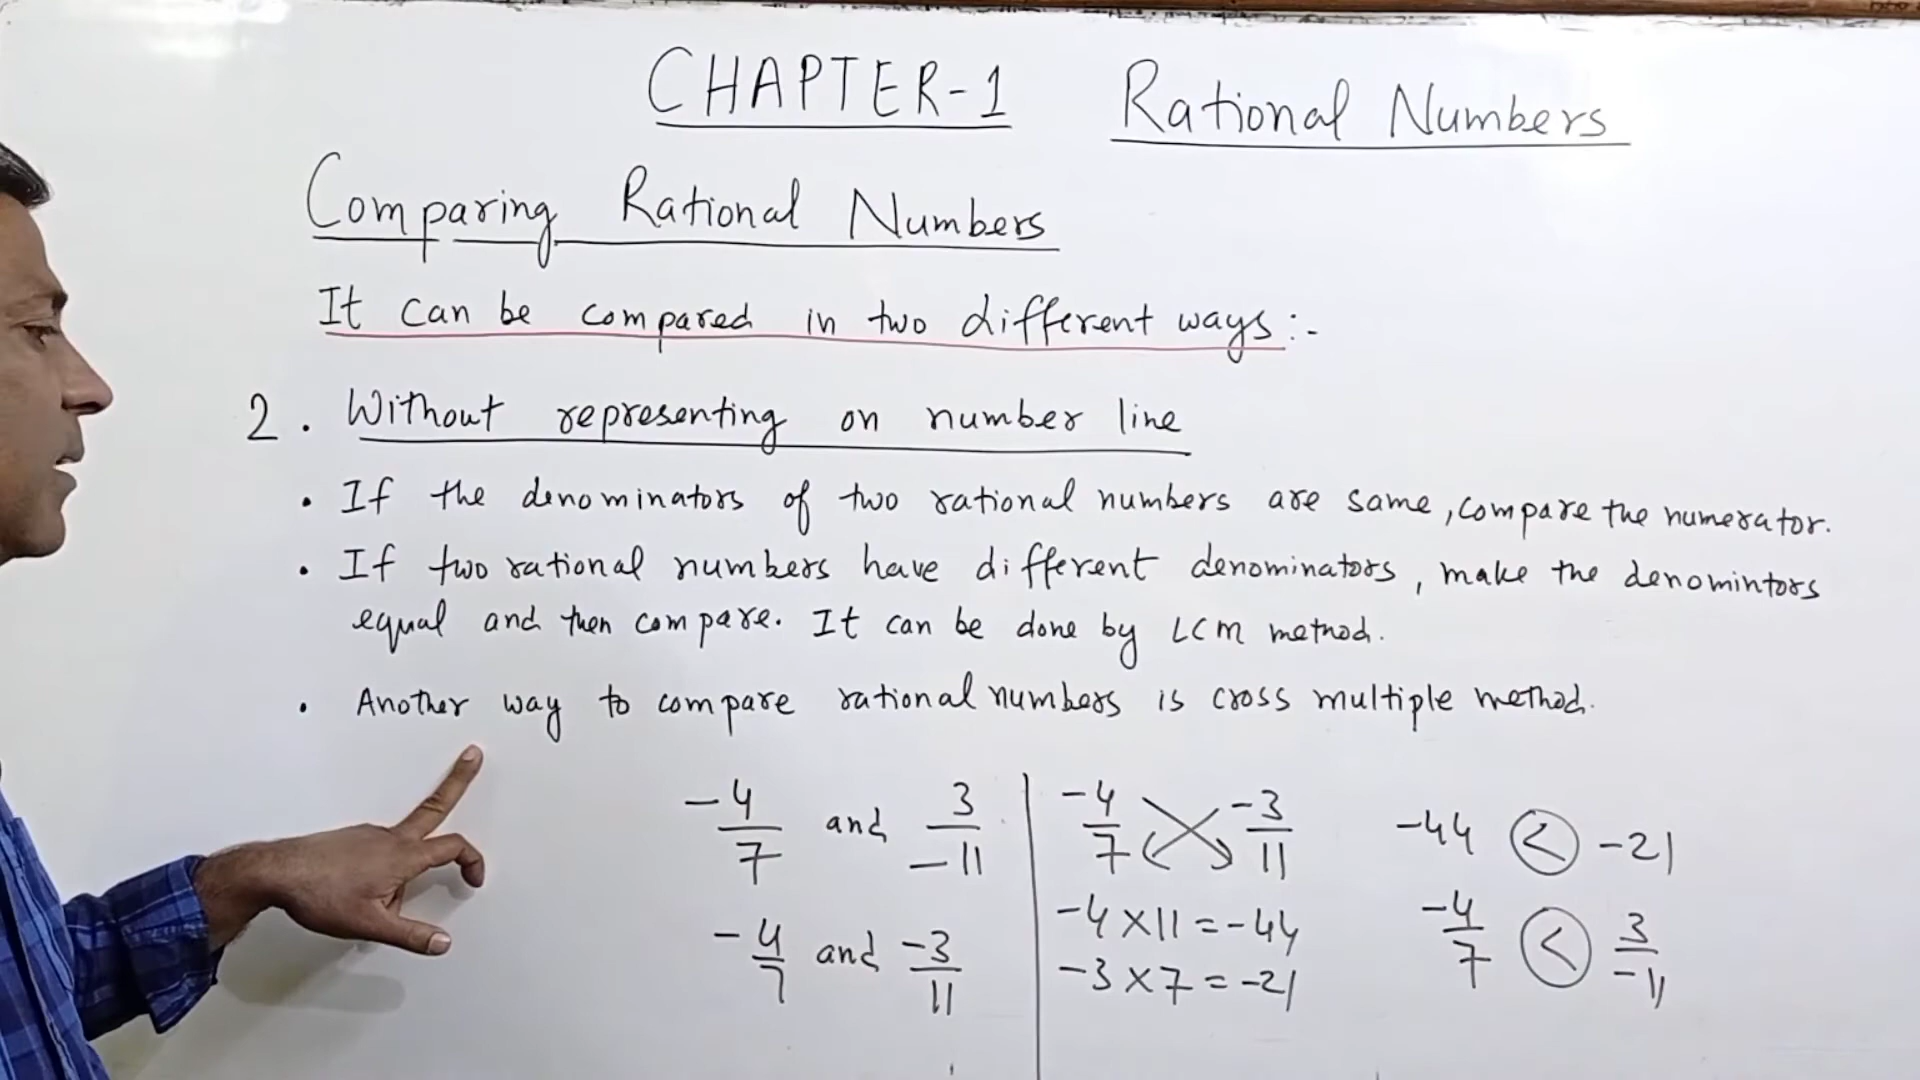 CHAPTER-1 Rational Numbers
Comparing Rational Numbers
It can be compared in two different ways:-
2. Without representing on number line
• If the denominators of two rational numbers are same, compare the numerator.
• If two rational numbers have different denominators, make the denomintors
equal and then compare. It can be done by LCM method.
• Another way to compare rational numbers is cross multiple method.
-4/7 and 3/-11
-4/7 and -3/11
-4/7 -3/11
-4×11=-44
-3×7=-21
-44 < -21
-4/7 < 3/-11